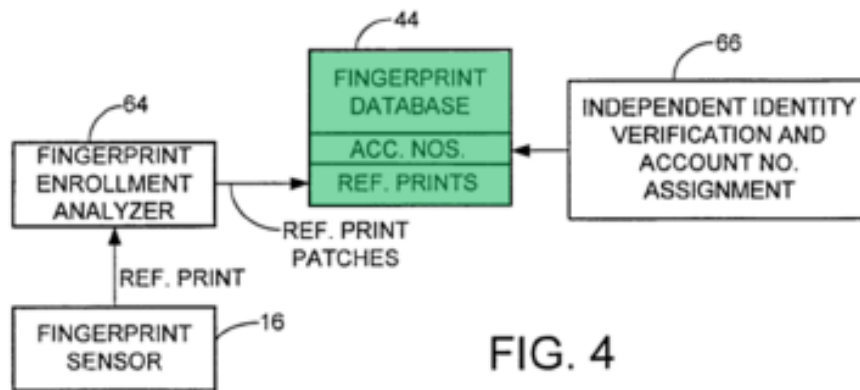 44
FINGERPRINT
DATABASE
ACC. NOS.
REF. PRINTS
66
INDEPENDENT IDENTITY
VERIFICATION AND
ACCOUNT NO.
ASSIGNMENT
64
FINGERPRINT
ENROLLMENT
ANALYZER
REF. PRINT
PATCHES
REF. PRINT
FINGERPRINT
SENSOR
16
FIG. 4